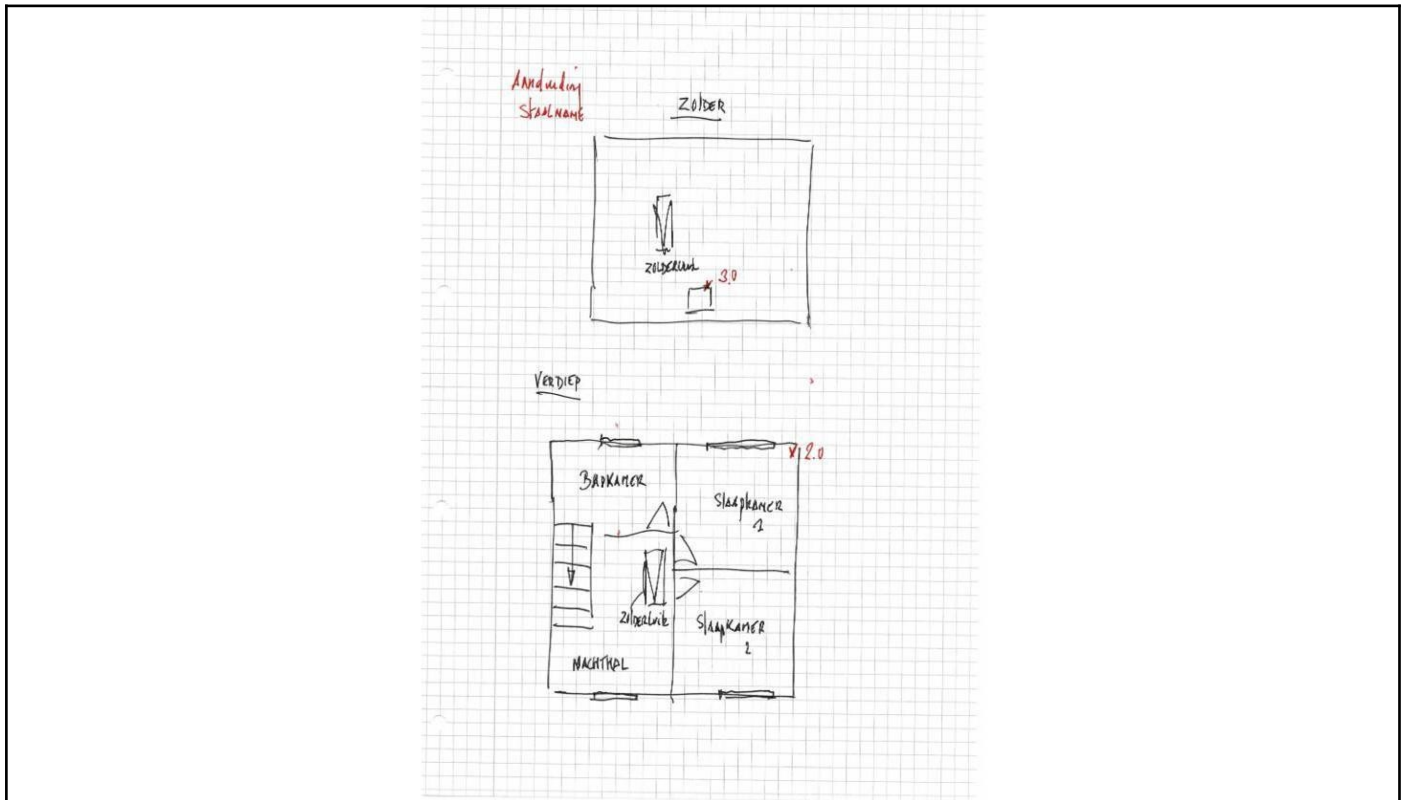 Aanduiding
STAALNAME
ZOLDER
ZOLDERLUIK
3.0
VERDIEP
2.0
BADKAMER
Slaapkamer
1
ZOLDERLUIK
Slaapkamer
2
NACHTHAL